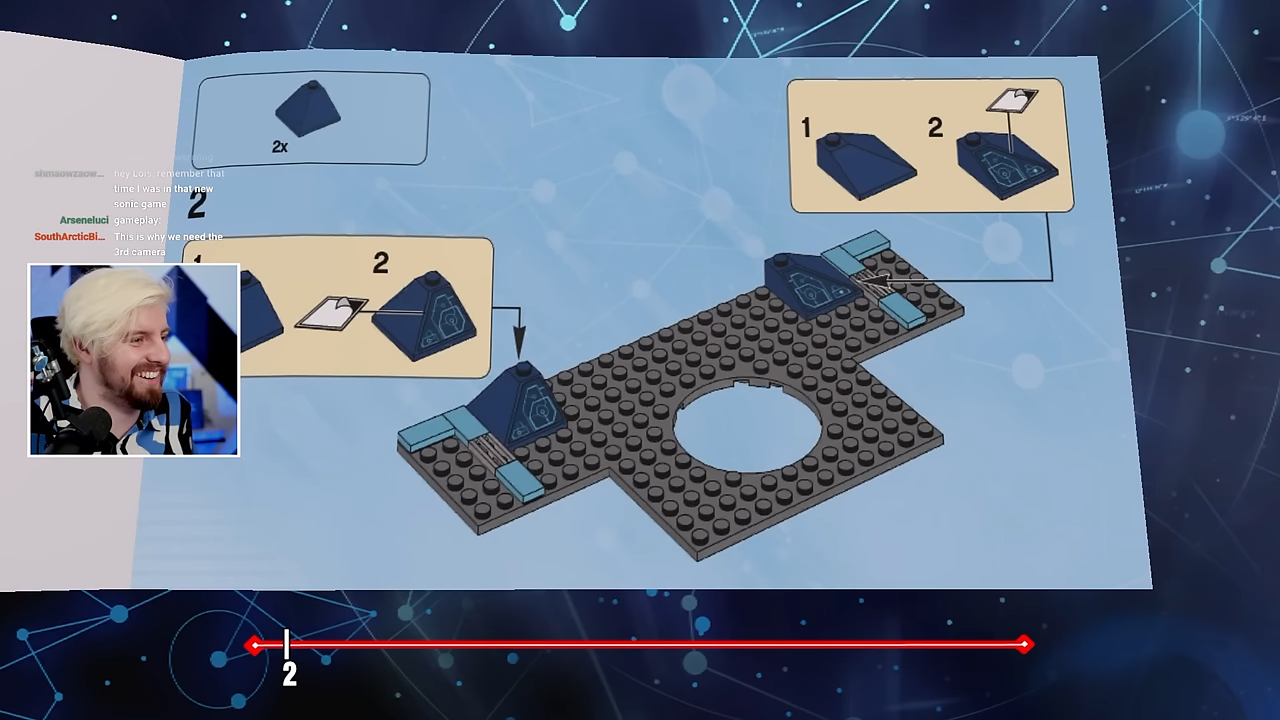 2x
2
1
2
1
2
shmaowzaow...
hey Lois, remember that
time I was in that new
sonic game
Arseneluci
gameplay:
SouthArcticBi...
This is why we need the
3rd camera
2